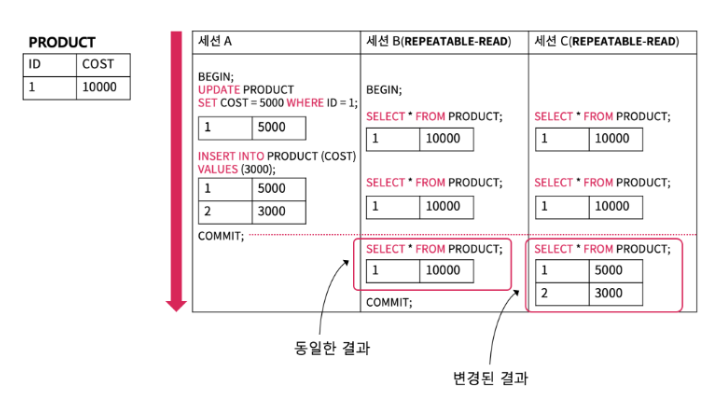 PRODUCT
ID COST
1 10000
세션 A
BEGIN;
UPDATE PRODUCT
SET COST = 5000 WHERE ID = 1;
1 5000
INSERT INTO PRODUCT (COST)
VALUES (3000);
1 5000
2 3000
COMMIT;
세션 B(REPEATABLE-READ)
BEGIN;
SELECT * FROM PRODUCT;
1 10000
SELECT * FROM PRODUCT;
1 10000
SELECT * FROM PRODUCT;
1 10000
COMMIT;
세션 C(REPEATABLE-READ)
SELECT * FROM PRODUCT;
1 10000
SELECT * FROM PRODUCT;
1 10000
SELECT * FROM PRODUCT;
1 5000
2 3000
동일한 결과
변경된 결과